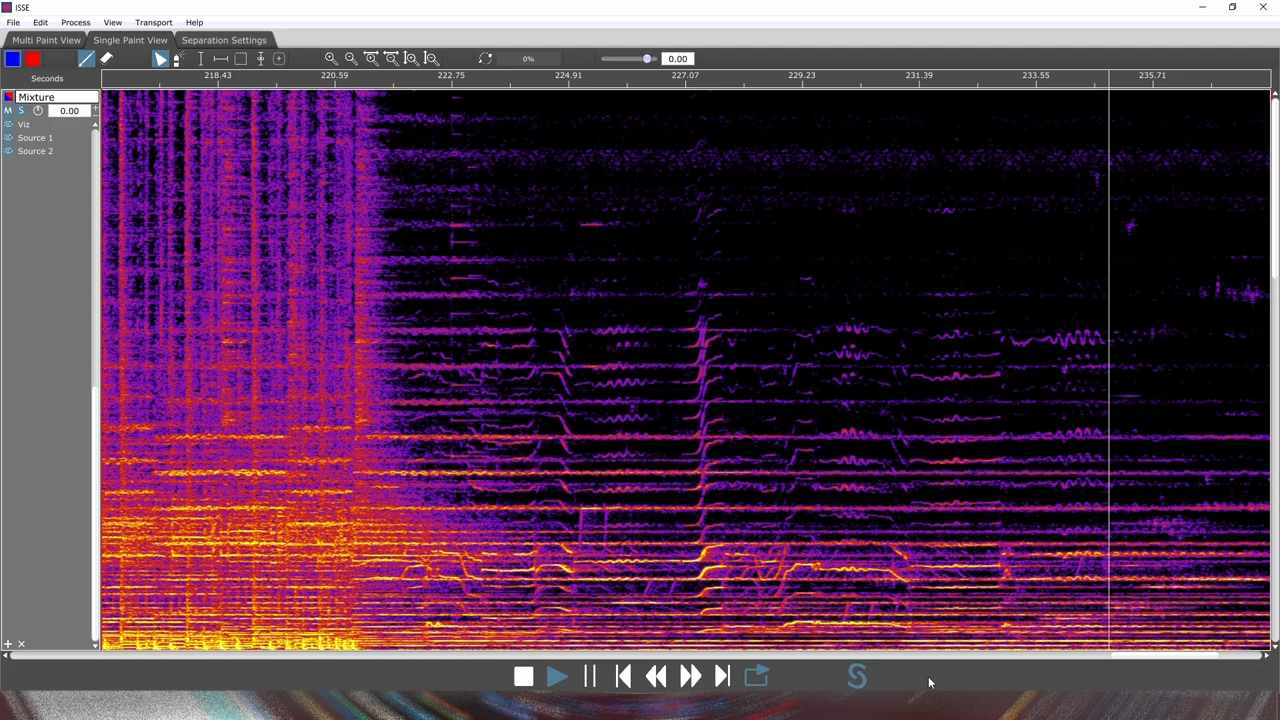 ISSE
File Edit Process View Transport Help
Multi Paint View Single Paint View Separation Settings
0% 0.00
Seconds 218.43 220.59 222.75 224.91 227.07 229.23 231.39 233.55 235.71
Mixture
M S 0.00
Viz
Source 1
Source 2